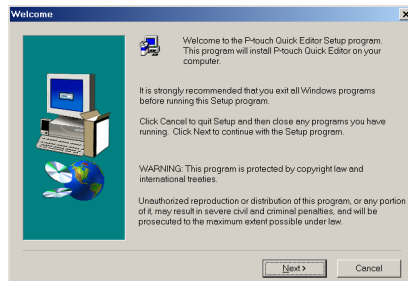 Welcome
Welcome to the P-touch Quick Editor Setup program.
This program will install P-touch Quick Editor on your
computer.
It is strongly recommended that you exit all Windows programs
before running this Setup program.
Click Cancel to quit Setup and then close any programs you have
running. Click Next to continue with the Setup program.
WARNING: This program is protected by copyright law and
international treaties.
Unauthorized reproduction or distribution of this program, or any portion
of it, may result in severe civil and criminal penalties, and will be
prosecuted to the maximum extent possible under law.
Next >
Cancel